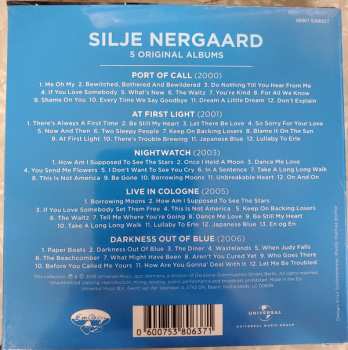 SILJE NERGAARD
5 ORIGINAL ALBUMS
PORT OF CALL (2000)
1. Me Oh My 2. Bewitched, Bothered And Bewildered 3. Do Nothing Till You Hear From Me
4. If You Love Somebody 5. What's New 6. The Waltz 7. You're Kind 8. For All We Know
9. Shame On You 10. Every Time We Say Goodbye 11. Dream A Little Dream 12. Don't Explain
AT FIRST LIGHT (2001)
1. There's Always A First Time 2. Be Still My Heart 3. Let There Be Love 4. So Sorry For Your Love
5. Now And Then 6. Two Sleepy People 7. Keep On Backing Losers 8. Blame It On The Sun
9. At First Light 10. There's Trouble Brewing 11. Japanese Blue 12. Lullaby To Erle
NIGHTWATCH (2003)
1. How Am I Supposed To See The Stars 2. Once I Held A Moon 3. Dance Me Love
4. You Send Me Flowers 5. I Don't Want To See You Cry 6. In A Sentence 7. Take A Long Long Walk
8. This Is Not America 9. Be Gone 10. Borrowing Moons 11. Unbreakable Heart 12. On And On
LIVE IN COLOGNE (2005)
1. Borrowing Moons 2. How Am I Supposed To See The Stars
3. If You Love Somebody Set Them Free 4. This Is Not America 5. Keep On Backing Losers
6. The Waltz 7. Tell Me Where You're Going 8. Dance Me Love 9. Be Still My Heart
10. Take A Long Long Walk 11. Lullaby To Erle 12. Japanese Blue 13. En og En
DARKNESS OUT OF BLUE (2006)
1. Paper Boats 2. Darkness Out Of Blue 3. The Diner 4. Wastelands 5. When Judy Falls
6. The Beachcomber 7. What Might Have Been 8. Aren't You Cured Yet 9. Who Goes There
10. Before You Called Me Yours 11. How Are You Gonna' Deal With It 12. Let Me Be Troubled
EmArcy
0 600753 806371
UNIVERSAL
UNIVERSAL MUSIC GROUP